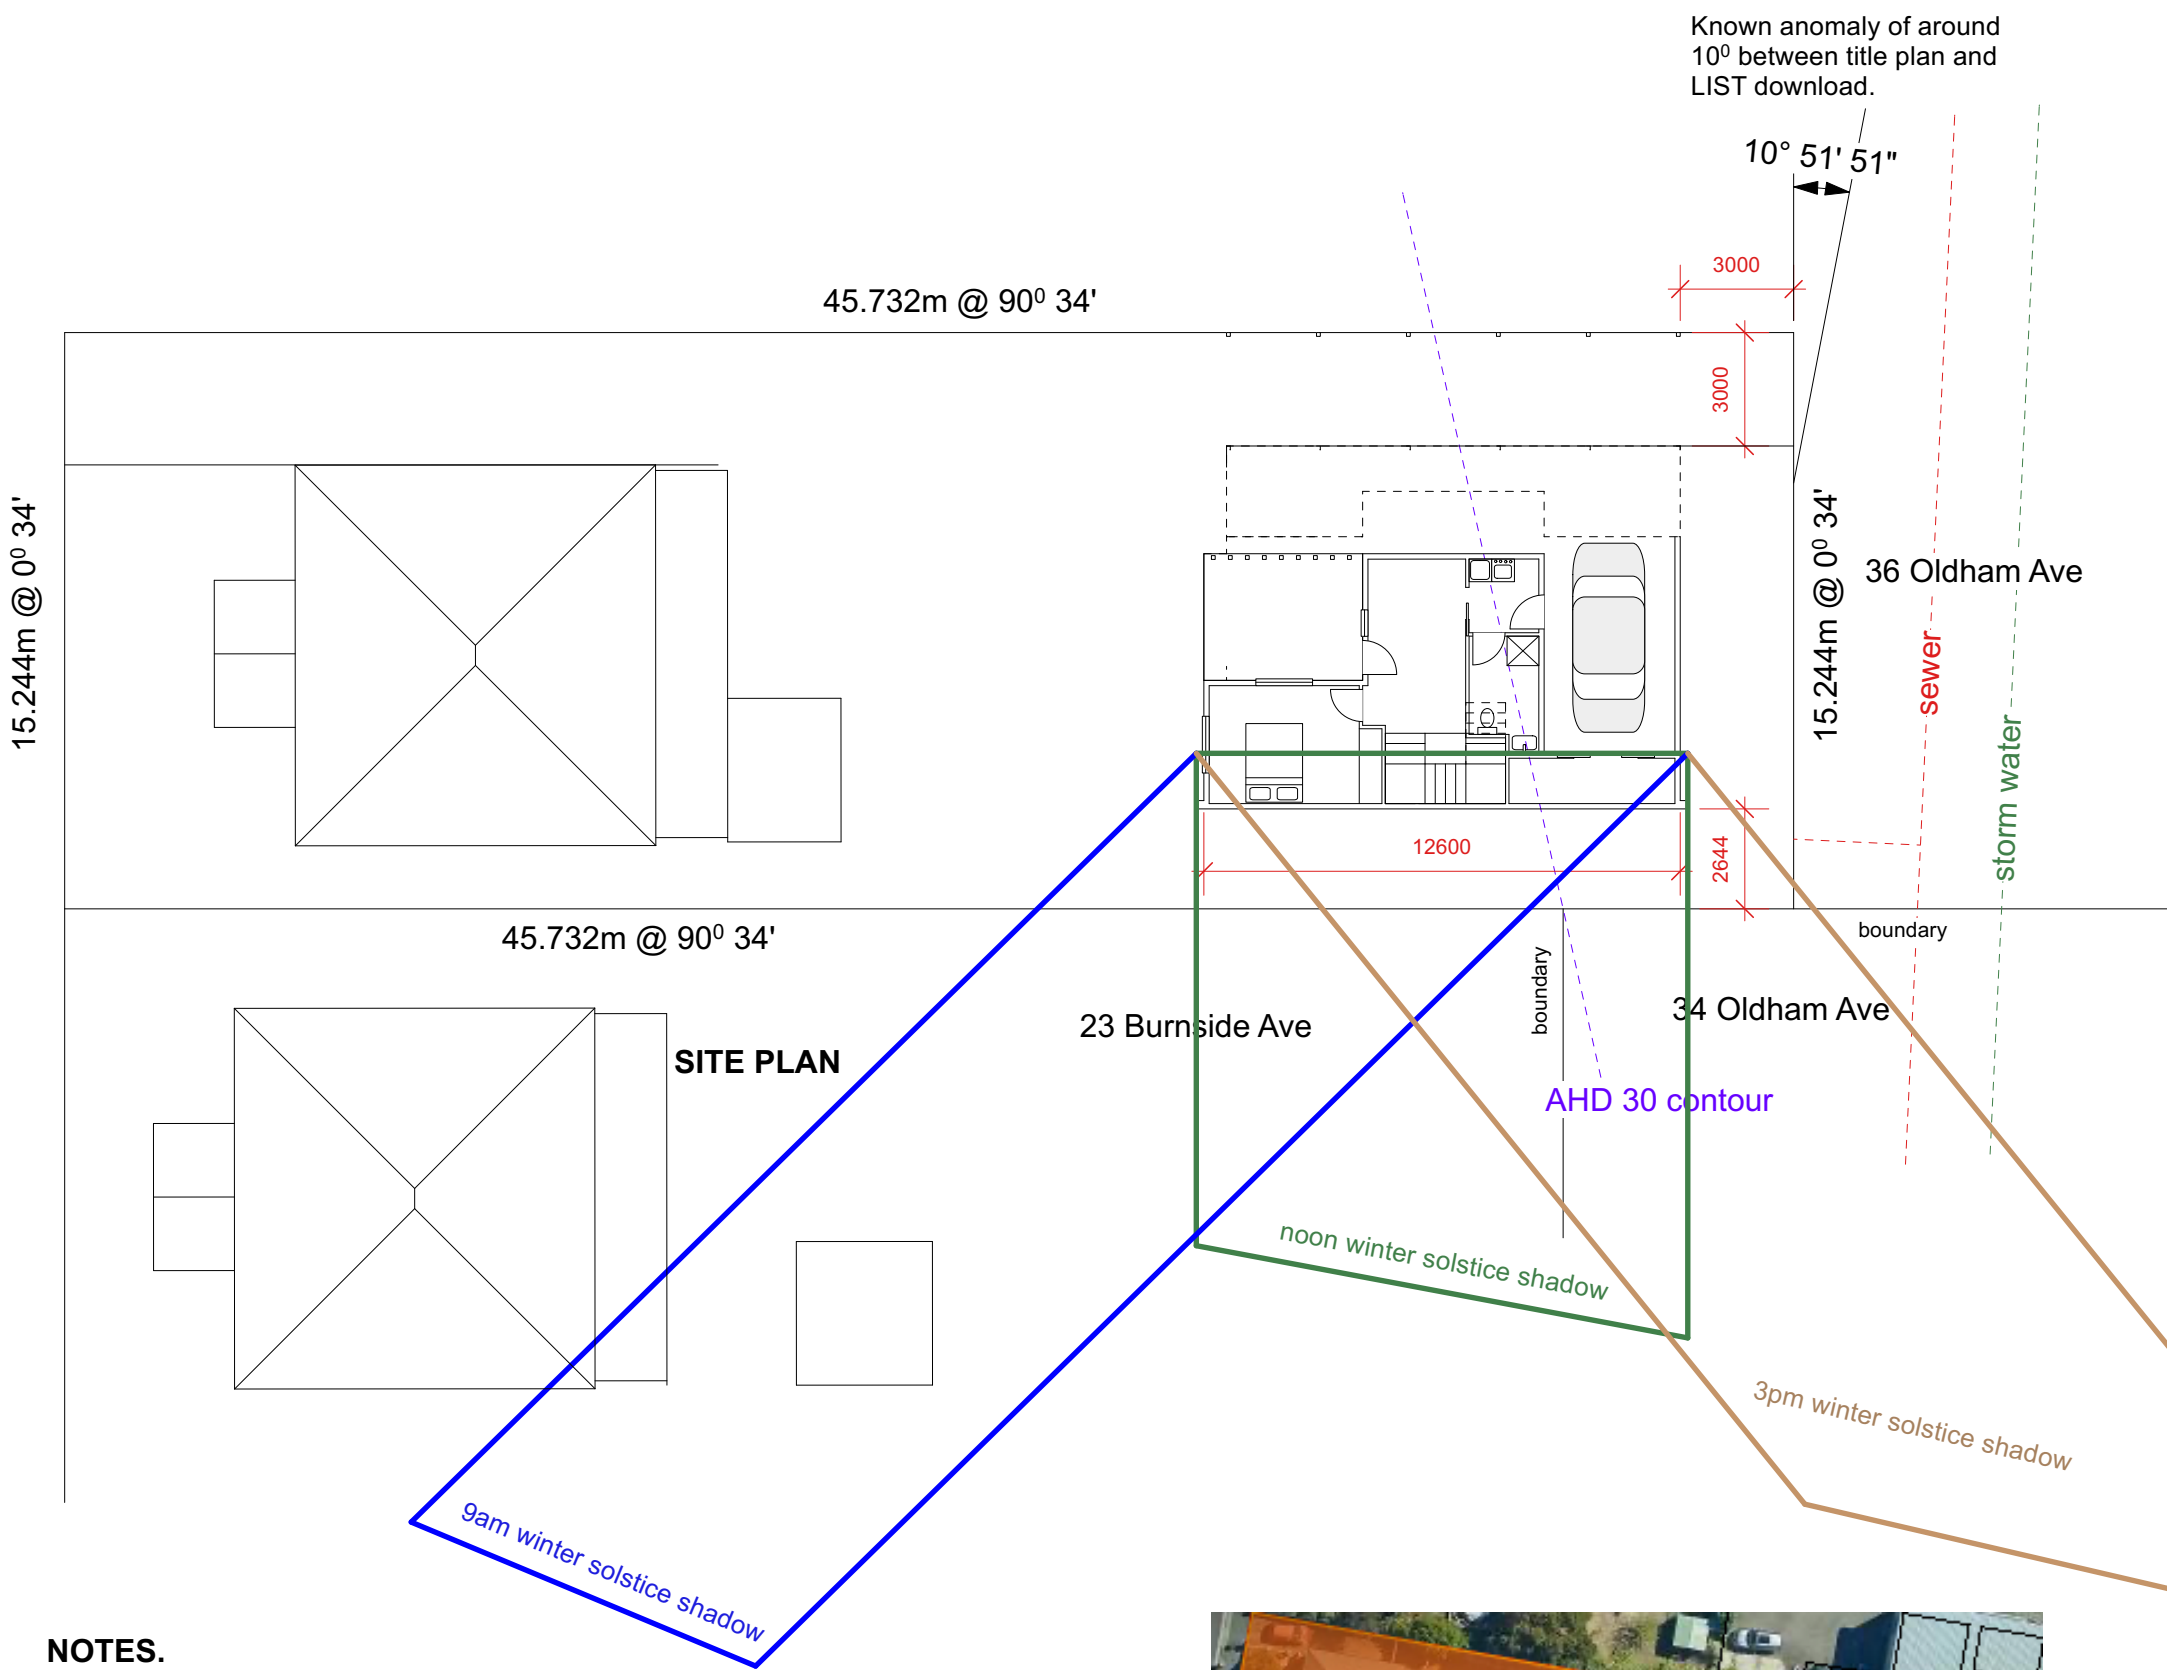 Known anomaly of around
10⁰ between title plan and
LIST download.
10° 51' 51"
3000
45.732m @ 90⁰ 34'
3000
15.244m @ 0⁰ 34'
15.244m @ 0⁰ 34'
36 Oldham Ave
sewer
storm water
12600
2644
45.732m @ 90⁰ 34'
boundary
boundary
23 Burnside Ave
34 Oldham Ave
SITE PLAN
AHD 30 contour
noon winter solstice shadow
3pm winter solstice shadow
9am winter solstice shadow
NOTES.